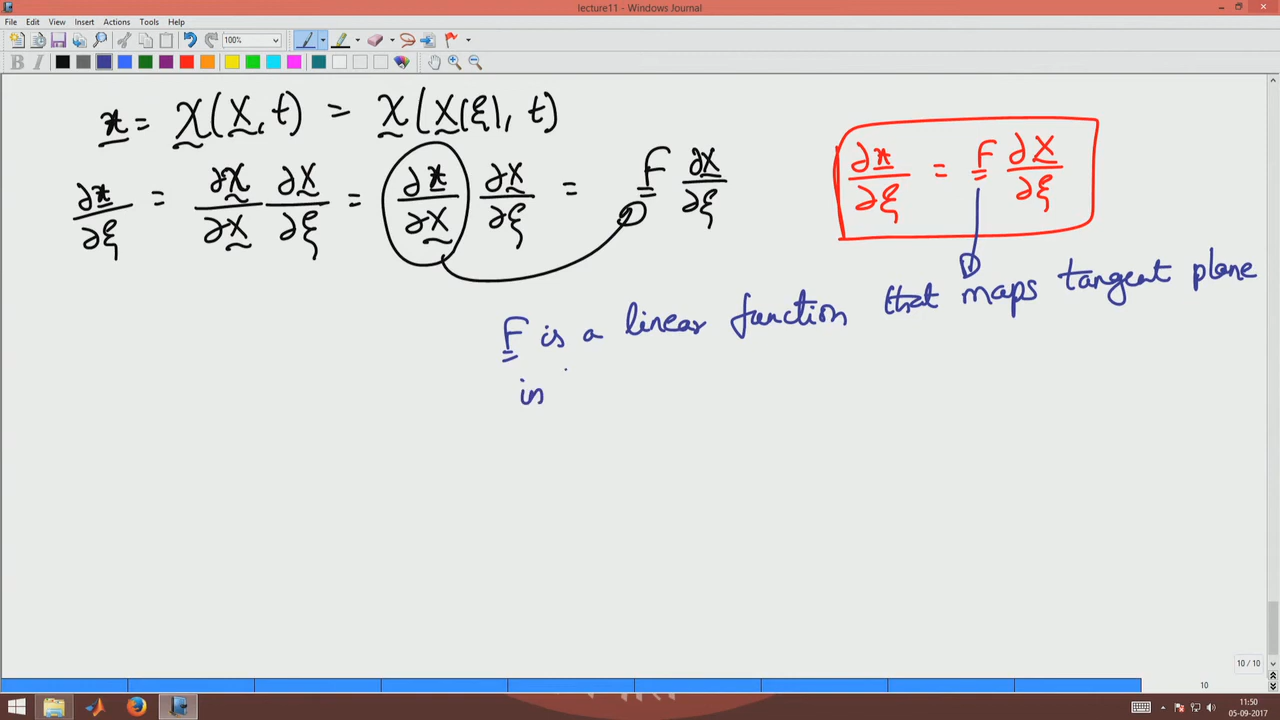 lecture11 - Windows Journal
File Edit View Insert Actions Tools Help
100%
B I
x = χ(X, t) = χ(X(ξ), t)
∂x/∂ξ = ∂χ/∂X ∂X/∂ξ = ∂x/∂X ∂X/∂ξ = F ∂X/∂ξ
∂x/∂ξ = F ∂X/∂ξ
F is a linear function that maps tangent plane
in
10 / 10
10
11:50
05-09-2017